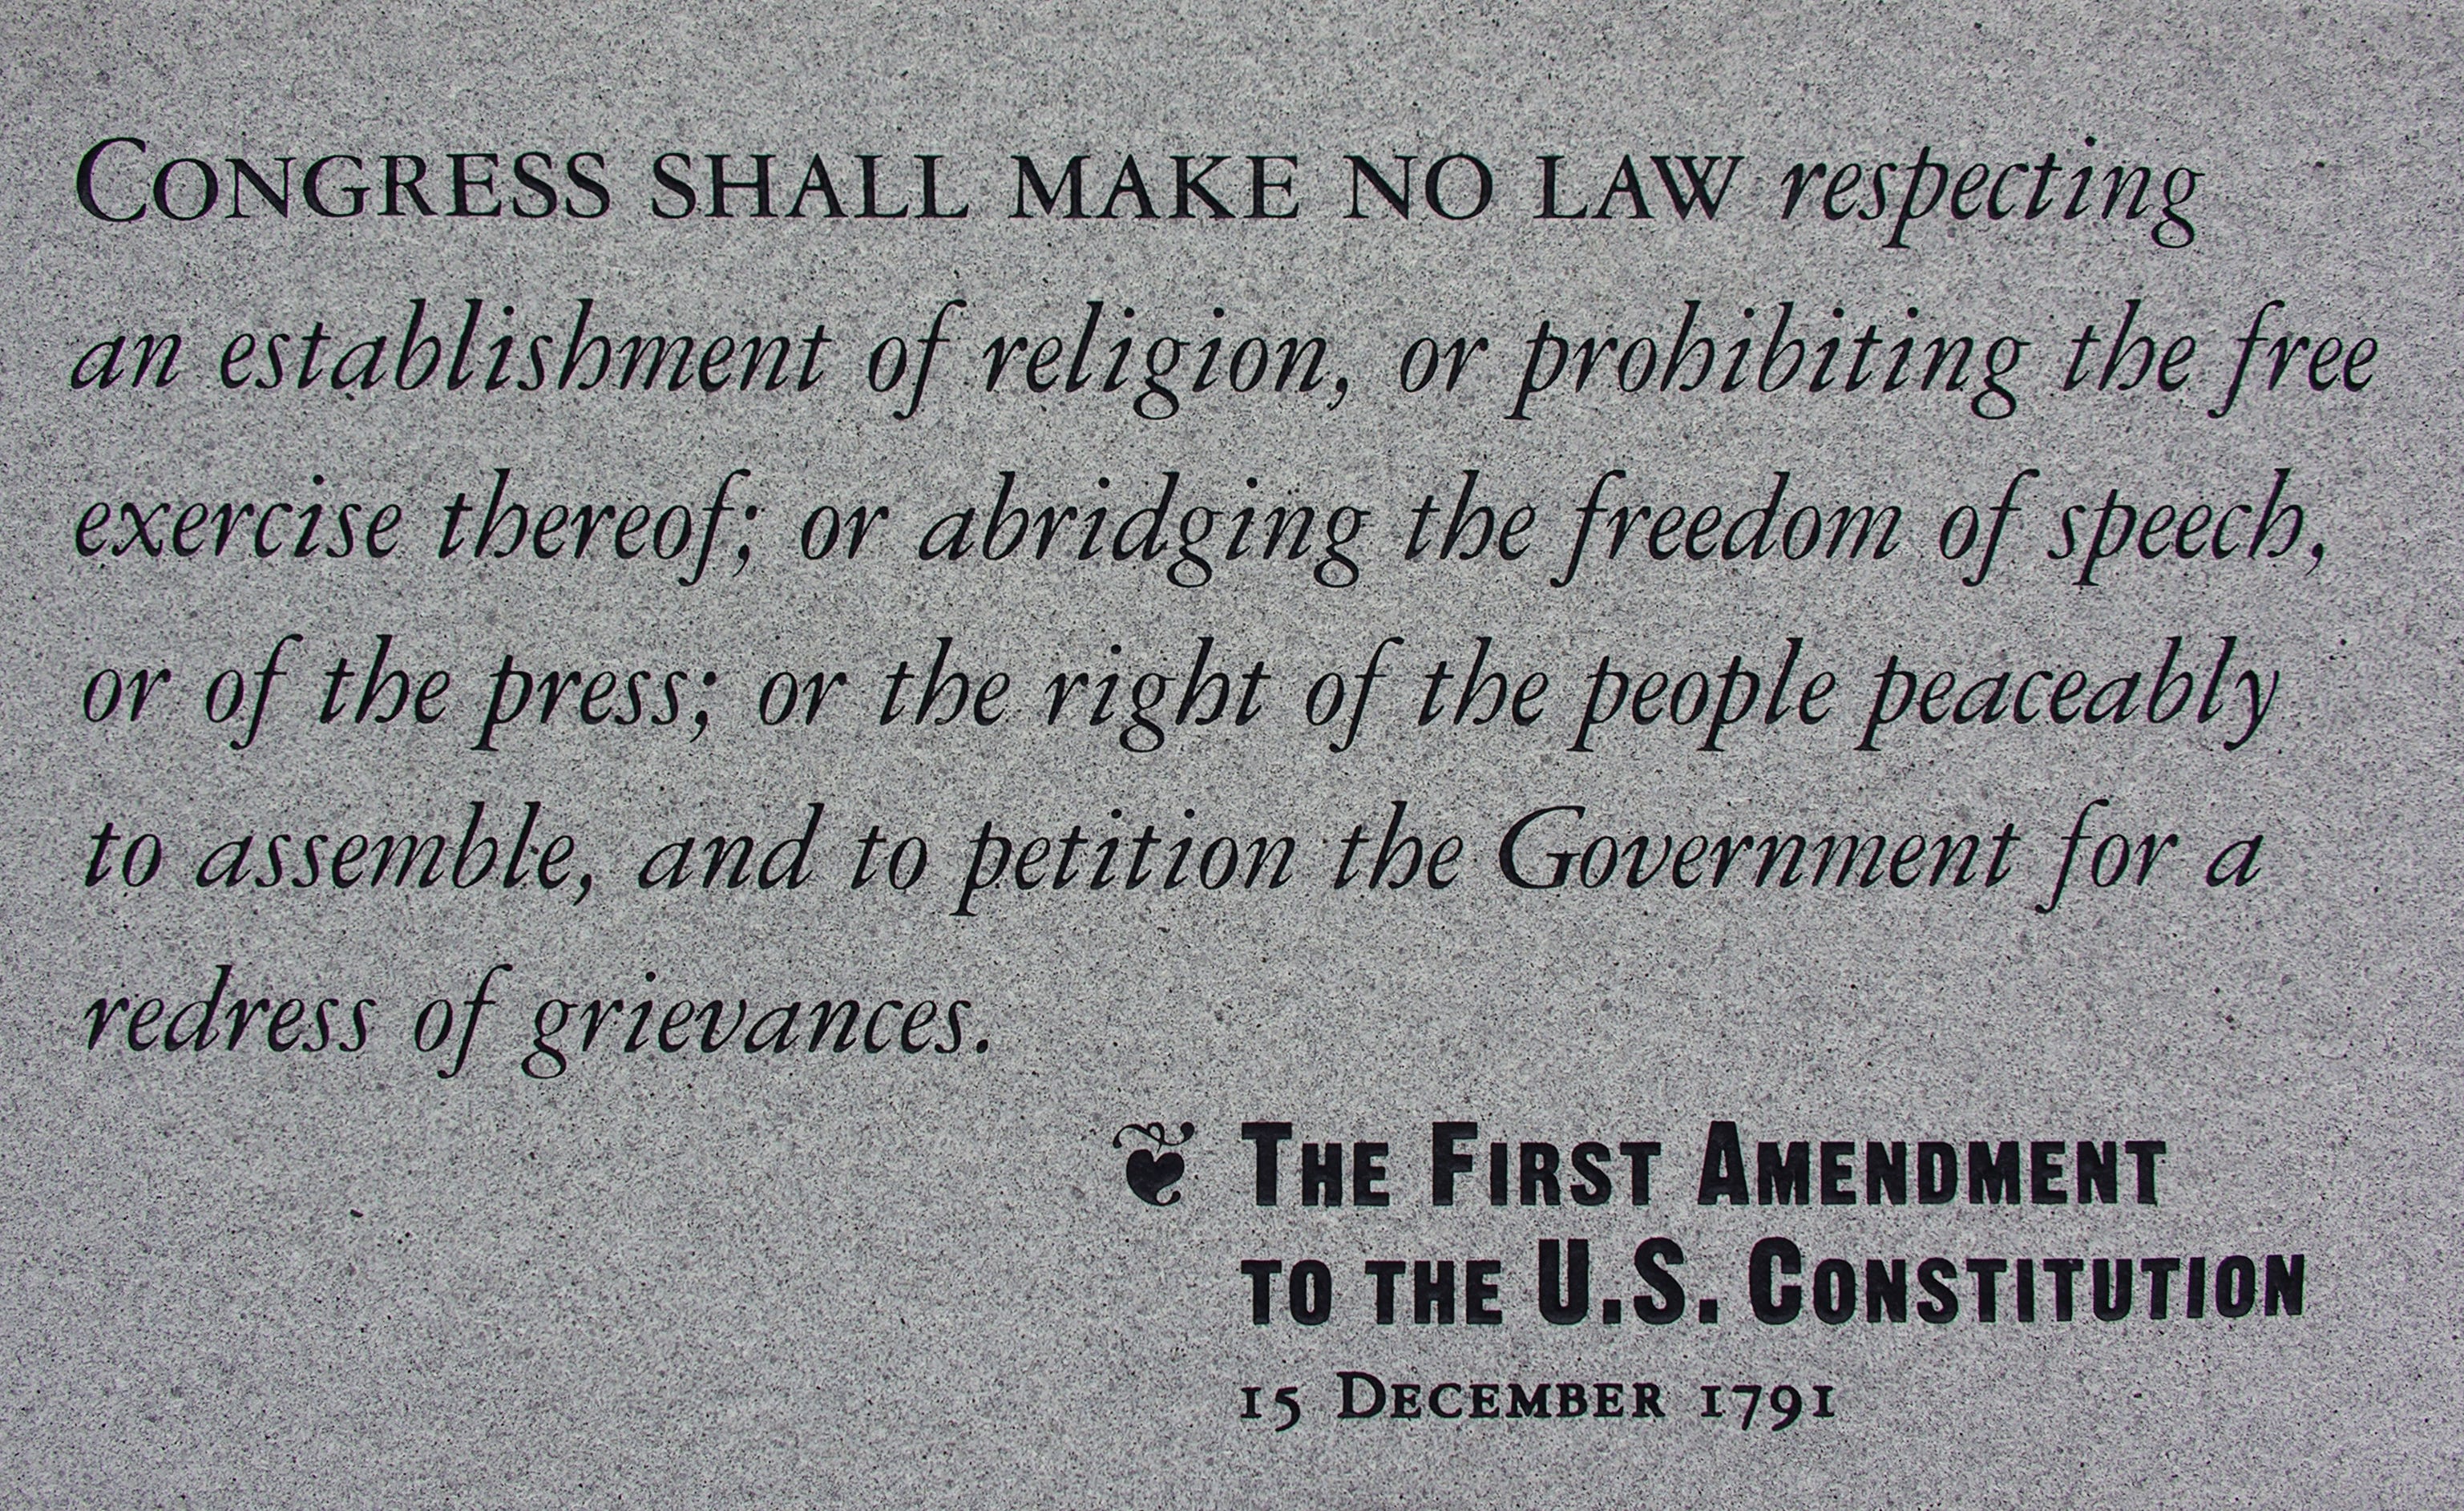 CONGRESS SHALL MAKE NO LAW respecting
an establishment of religion, or prohibiting the free
exercise thereof; or abridging the freedom of speech,
or of the press; or the right of the people peaceably
to assemble, and to petition the Government for a
redress of grievances.
❦ THE FIRST AMENDMENT
TO THE U.S. CONSTITUTION
15 DECEMBER 1791